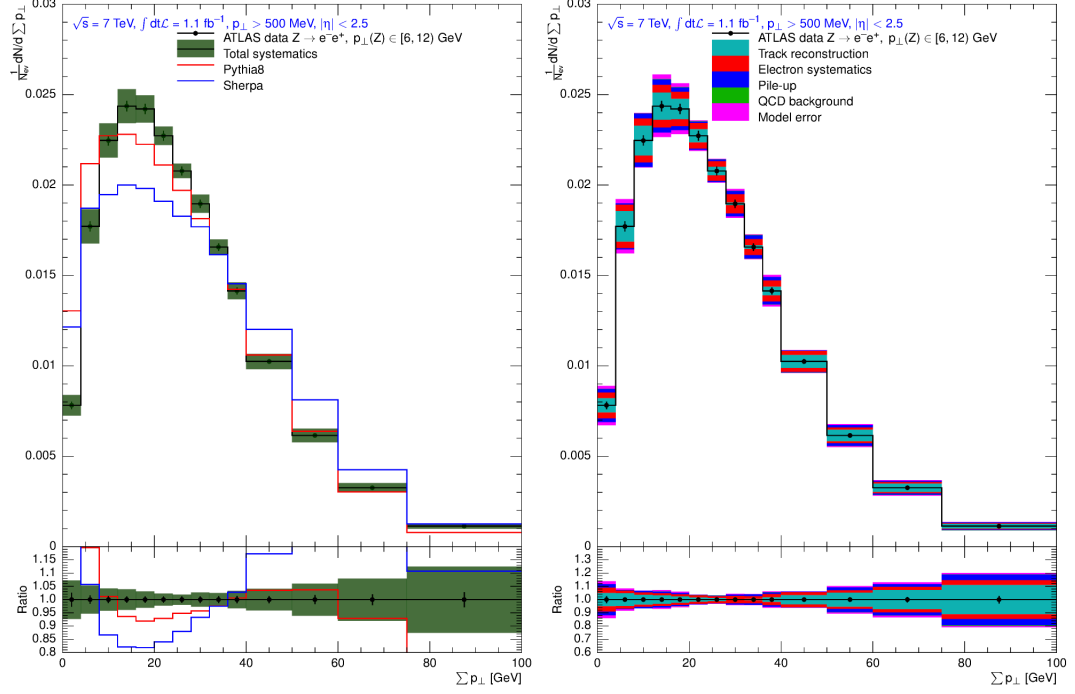 √s = 7 TeV, ∫ dtℒ = 1.1 fb⁻¹, p⊥ > 500 MeV, |η| < 2.5
ATLAS data Z → e⁻e⁺, p⊥(Z) ∈ [6, 12) GeV
Total systematics
Pythia8
Sherpa
1/N_ev dN/d ∑ p⊥
0.03
0.025
0.02
0.015
0.01
0.005
0
1.15
1.1
1.05
1.0
0.95
0.9
0.85
0.8
Ratio
0 20 40 60 80 100
∑ p⊥ [GeV]
√s = 7 TeV, ∫ dtℒ = 1.1 fb⁻¹, p⊥ > 500 MeV, |η| < 2.5
ATLAS data Z → e⁻e⁺, p⊥(Z) ∈ [6, 12) GeV
Track reconstruction
Electron systematics
Pile-up
QCD background
Model error
1/N_ev dN/d ∑ p⊥
0.03
0.025
0.02
0.015
0.01
0.005
0
1.3
1.2
1.1
1.0
0.9
0.8
0.7
0.6
Ratio
0 20 40 60 80 100
∑ p⊥ [GeV]